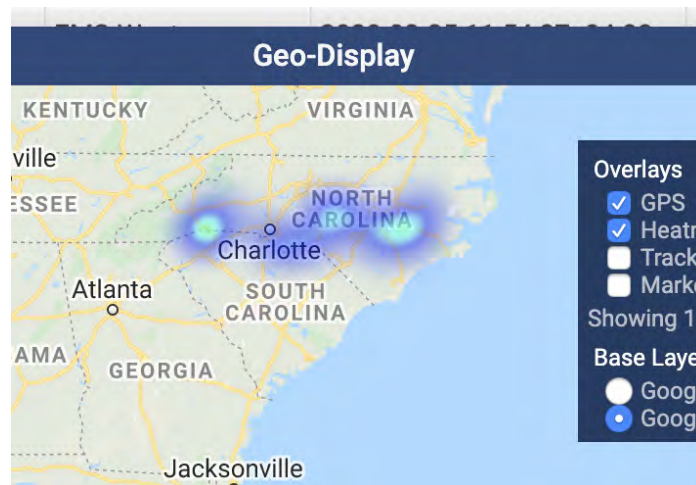 Geo-Display
KENTUCKY
VIRGINIA
ville
ESSEE
NORTH
CAROLINA
Charlotte
Atlanta
SOUTH
CAROLINA
AMA
GEORGIA
Jacksonville
Overlays
GPS
Heatr
Track
Marke
Showing 1
Base Laye
Goog
Goog